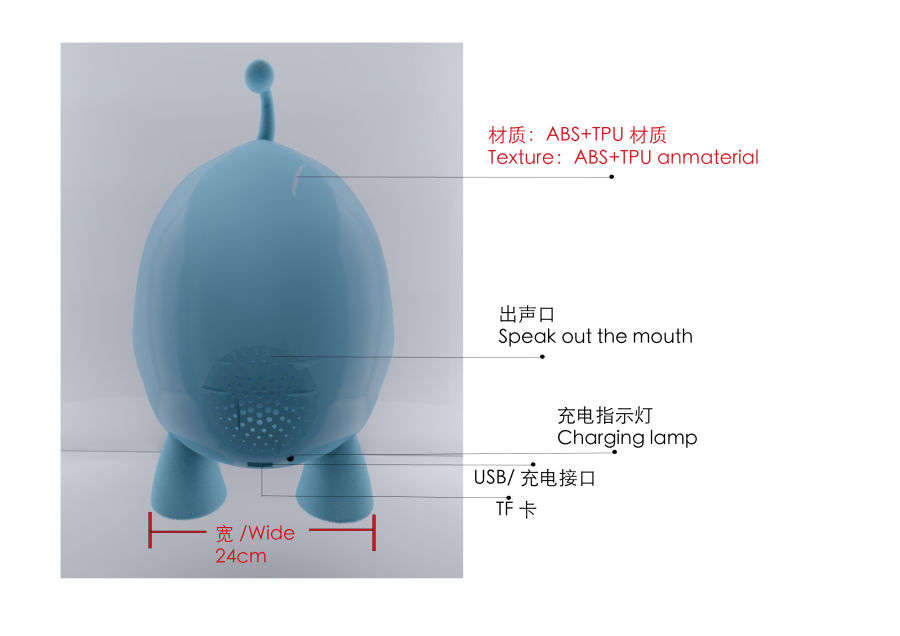 材质：ABS+TPU 材质
Texture：ABS+TPU anmaterial
出声口
Speak out the mouth
充电指示灯
Charging lamp
USB/ 充电接口
TF 卡
宽 /Wide
24cm